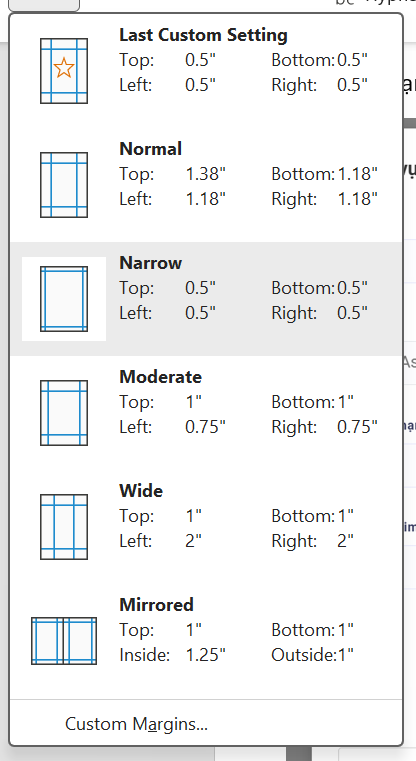 Last Custom Setting
Top: 0.5" Bottom: 0.5"
Left: 0.5" Right: 0.5"
Normal
Top: 1.38" Bottom: 1.18"
Left: 1.18" Right: 1.18"
Narrow
Top: 0.5" Bottom: 0.5"
Left: 0.5" Right: 0.5"
Moderate
Top: 1" Bottom: 1"
Left: 0.75" Right: 0.75"
Wide
Top: 1" Bottom: 1"
Left: 2" Right: 2"
Mirrored
Top: 1" Bottom: 1"
Inside: 1.25" Outside: 1"
Custom Margins...